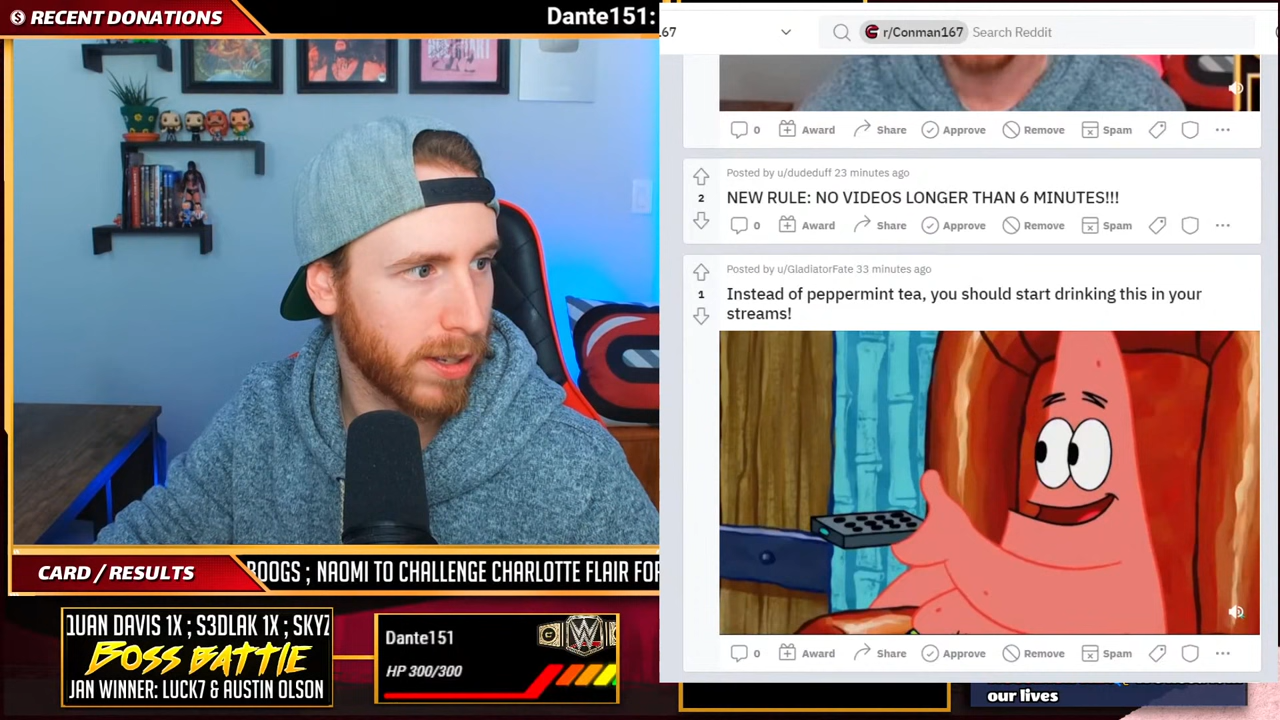 RECENT DONATIONS
Dante151:
.67
r/Conman167 Search Reddit
0 Award Share Approve Remove Spam
Posted by u/dudeduff 23 minutes ago
2
NEW RULE: NO VIDEOS LONGER THAN 6 MINUTES!!!
0 Award Share Approve Remove Spam
Posted by u/GladiatorFate 33 minutes ago
1
Instead of peppermint tea, you should start drinking this in your
streams!
0 Award Share Approve Remove Spam
CARD / RESULTS
BOOGS ; NAOMI TO CHALLENGE CHARLOTTE FLAIR FOR
QUAN DAVIS 1X ; S3DLAK 1X ; SKYZ
BOSS BATTLE
JAN WINNER: LUCK7 & AUSTIN OLSON
Dante151
HP 300/300
our lives